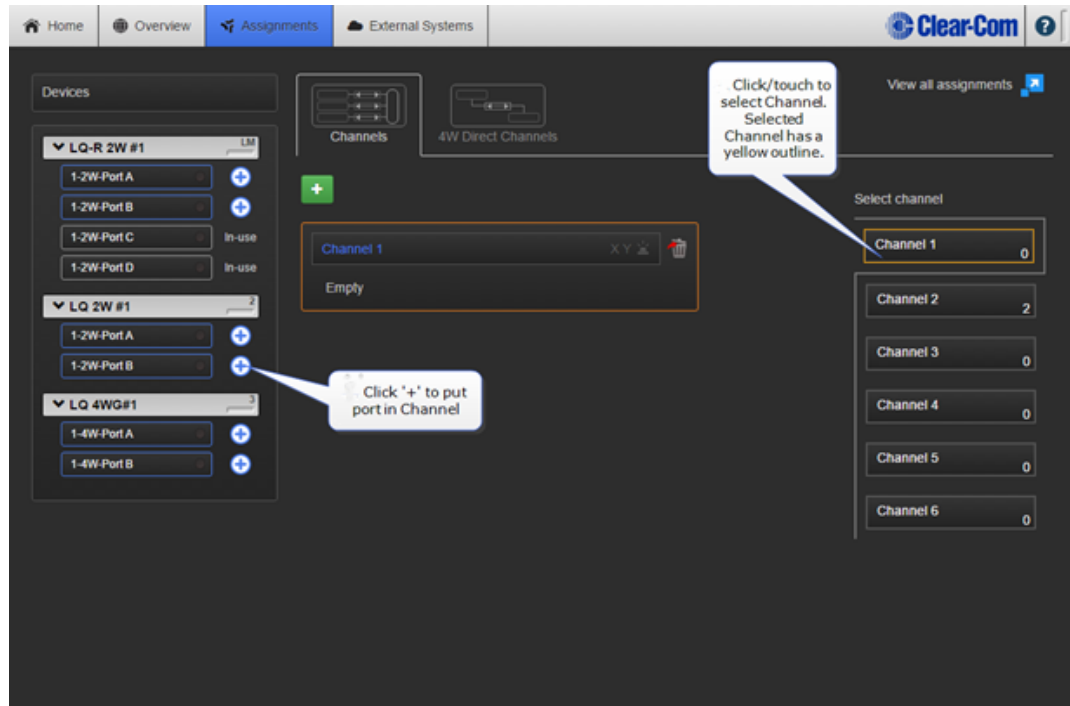 Home
Overview
Assignments
External Systems
Clear-Com
?
Devices
LQ-R 2W #1
LM
1-2W-Port A
1-2W-Port B
1-2W-Port C
In-use
1-2W-Port D
In-use
LQ 2W #1
2
1-2W-Port A
1-2W-Port B
LQ 4WG#1
3
1-4W-Port A
1-4W-Port B
Channels
4W Direct Channels
Channel 1
X Y
Empty
Click '+' to put
port in Channel
Click/touch to
select Channel.
Selected
Channel has a
yellow outline.
View all assignments
Select channel
Channel 1
0
Channel 2
2
Channel 3
0
Channel 4
0
Channel 5
0
Channel 6
0